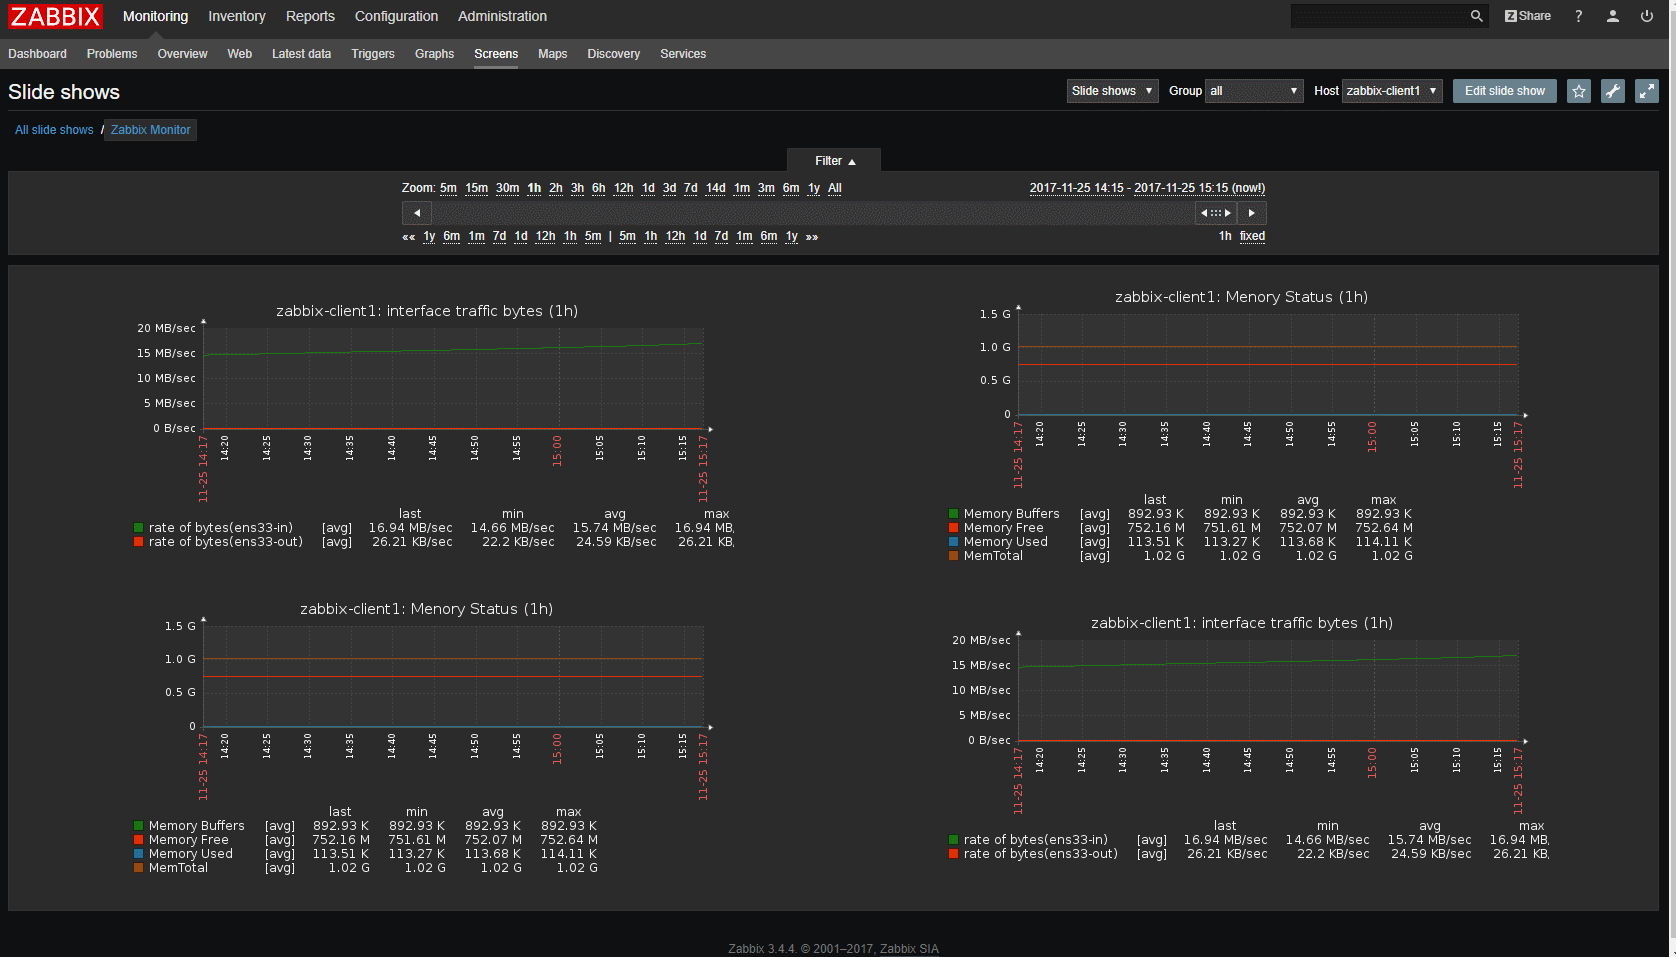 ZABBIX Monitoring Inventory Reports Configuration Administration Z Share ?
Dashboard Problems Overview Web Latest data Triggers Graphs Screens Maps Discovery Services
Slide shows Slide shows ▼ Group all ▼ Host zabbix-client1 ▼ Edit slide show
All slide shows / Zabbix Monitor
Filter ▲
Zoom: 5m 15m 30m 1h 2h 3h 6h 12h 1d 3d 7d 14d 1m 3m 6m 1y All 2017-11-25 14:15 - 2017-11-25 15:15 (now!)
«« 1y 6m 1m 7d 1d 12h 1h 5m | 5m 1h 12h 1d 7d 1m 6m 1y »» 1h fixed
zabbix-client1: interface traffic bytes (1h)
20 MB/sec
15 MB/sec
10 MB/sec
5 MB/sec
0 B/sec
11-25 14:17 14:20 14:25 14:30 14:35 14:40 14:45 14:50 14:55 15:00 15:05 15:10 15:15 11-25 15:17
last min avg max
rate of bytes(ens33-in) [avg] 16.94 MB/sec 14.66 MB/sec 15.74 MB/sec 16.94 MB,
rate of bytes(ens33-out) [avg] 26.21 KB/sec 22.2 KB/sec 24.59 KB/sec 26.21 KB,
zabbix-client1: Menory Status (1h)
1.5 G
1.0 G
0.5 G
0
11-25 14:17 14:20 14:25 14:30 14:35 14:40 14:45 14:50 14:55 15:00 15:05 15:10 15:15 11-25 15:17
last min avg max
Memory Buffers [avg] 892.93 K 892.93 K 892.93 K 892.93 K
Memory Free [avg] 752.16 M 751.61 M 752.07 M 752.64 M
Memory Used [avg] 113.51 K 113.27 K 113.68 K 114.11 K
MemTotal [avg] 1.02 G 1.02 G 1.02 G 1.02 G
zabbix-client1: Menory Status (1h)
1.5 G
1.0 G
0.5 G
0
11-25 14:17 14:20 14:25 14:30 14:35 14:40 14:45 14:50 14:55 15:00 15:05 15:10 15:15 11-25 15:17
last min avg max
Memory Buffers [avg] 892.93 K 892.93 K 892.93 K 892.93 K
Memory Free [avg] 752.16 M 751.61 M 752.07 M 752.64 M
Memory Used [avg] 113.51 K 113.27 K 113.68 K 114.11 K
MemTotal [avg] 1.02 G 1.02 G 1.02 G 1.02 G
zabbix-client1: interface traffic bytes (1h)
20 MB/sec
15 MB/sec
10 MB/sec
5 MB/sec
0 B/sec
11-25 14:17 14:20 14:25 14:30 14:35 14:40 14:45 14:50 14:55 15:00 15:05 15:10 15:15 11-25 15:17
last min avg max
rate of bytes(ens33-in) [avg] 16.94 MB/sec 14.66 MB/sec 15.74 MB/sec 16.94 MB,
rate of bytes(ens33-out) [avg] 26.21 KB/sec 22.2 KB/sec 24.59 KB/sec 26.21 KB,
Zabbix 3.4.4. © 2001–2017, Zabbix SIA